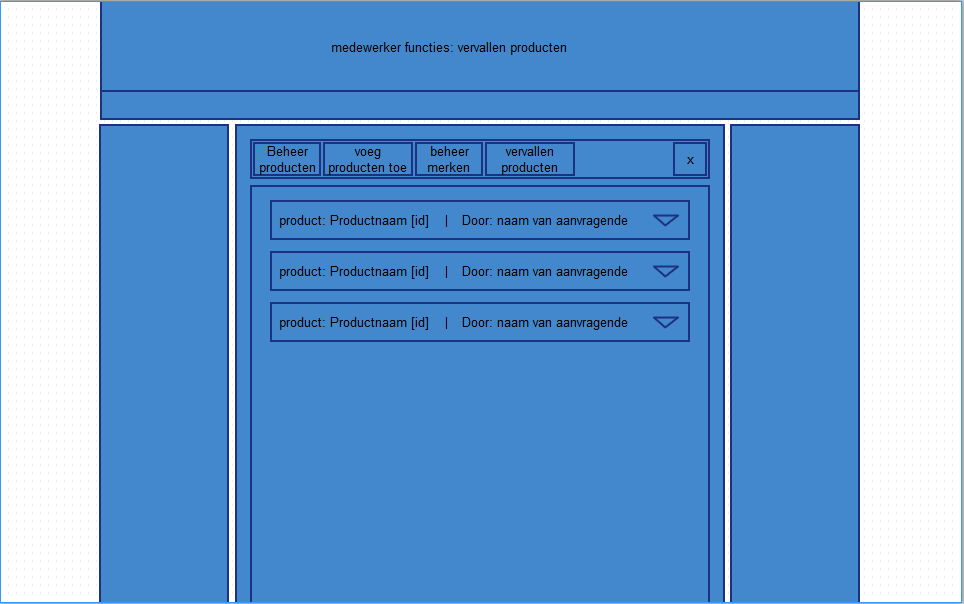 medewerker functies: vervallen producten
Beheer
producten
voeg
producten toe
beheer
merken
vervallen
producten
x
product: Productnaam [id] | Door: naam van aanvragende
product: Productnaam [id] | Door: naam van aanvragende
product: Productnaam [id] | Door: naam van aanvragende